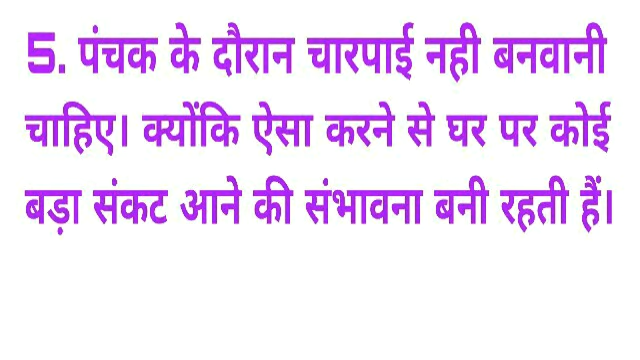 5. पंचक के दौरान चारपाई नही बनवानी
चाहिए। क्योंकि ऐसा करने से घर पर कोई
बड़ा संकट आने की संभावना बनी रहती हैं।